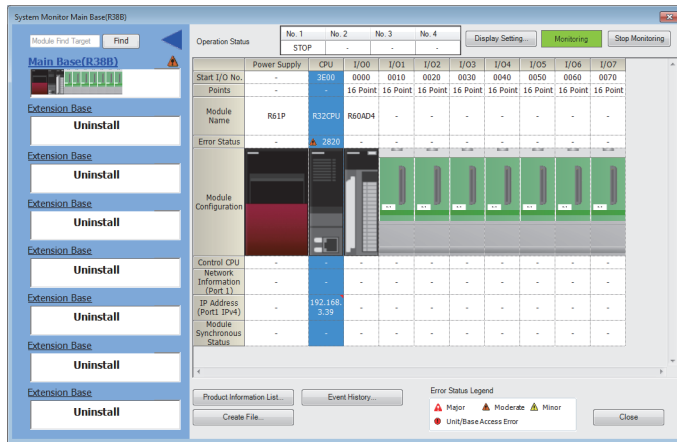 System Monitor Main Base(R38B)
Module Find Target Find
Operation Status
No. 1 No. 2 No. 3 No. 4
STOP - - -
Display Setting... Monitoring Stop Monitoring
Main Base(R38B)
Extension Base
Uninstall
Extension Base
Uninstall
Extension Base
Uninstall
Extension Base
Uninstall
Extension Base
Uninstall
Extension Base
Uninstall
Extension Base
Uninstall
Power Supply CPU I/O0 I/O1 I/O2 I/O3 I/O4 I/O5 I/O6 I/O7
Start I/O No. - 3E00 0000 0010 0020 0030 0040 0050 0060 0070
Points - - 16 Point 16 Point 16 Point 16 Point 16 Point 16 Point 16 Point 16 Point
Module
Name R61P R32CPU R60AD4 - - - - - - -
Error Status - 2820 - - - - - - - -
Module
Configuration
Control CPU - - - - - - - - - -
Network
Information
(Port 1) - - - - - - - - - -
IP Address
(Port1 IPv4) - 192.168.
3.39 - - - - - - - -
Module
Synchronous
Status - - - - - - - - - -
Product Information List... Event History...
Create File...
Error Status Legend
Major Moderate Minor
Unit/Base Access Error
Close